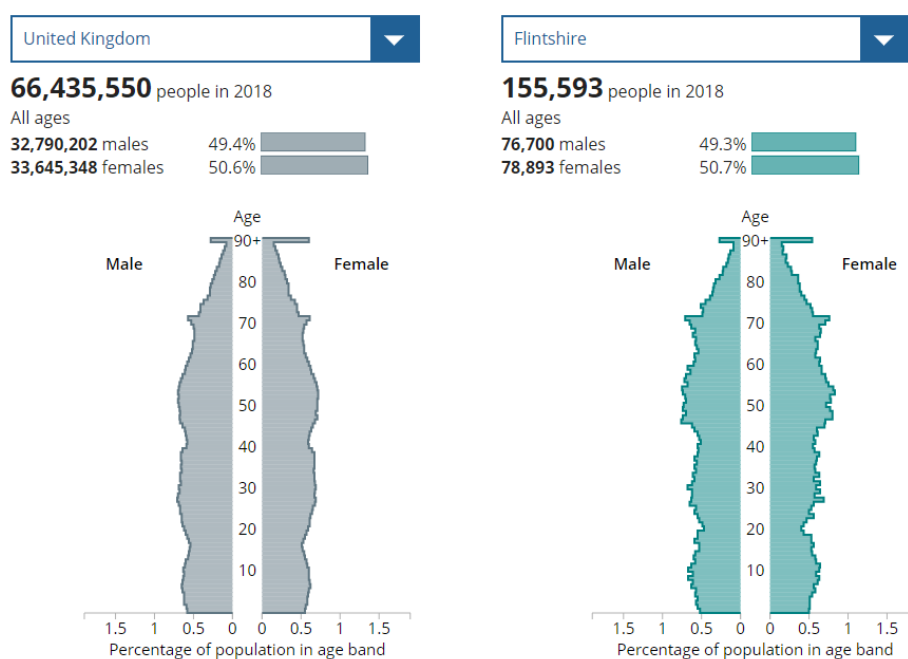 United Kingdom
66,435,550 people in 2018
All ages
32,790,202 males 49.4%
33,645,348 females 50.6%
Age
90+
Male
Female
80
70
60
50
40
30
20
10
1.5 1 0.5 0 0 0.5 1 1.5
Percentage of population in age band
Flintshire
155,593 people in 2018
All ages
76,700 males 49.3%
78,893 females 50.7%
Age
90+
Male
Female
80
70
60
50
40
30
20
10
1.5 1 0.5 0 0 0.5 1 1.5
Percentage of population in age band